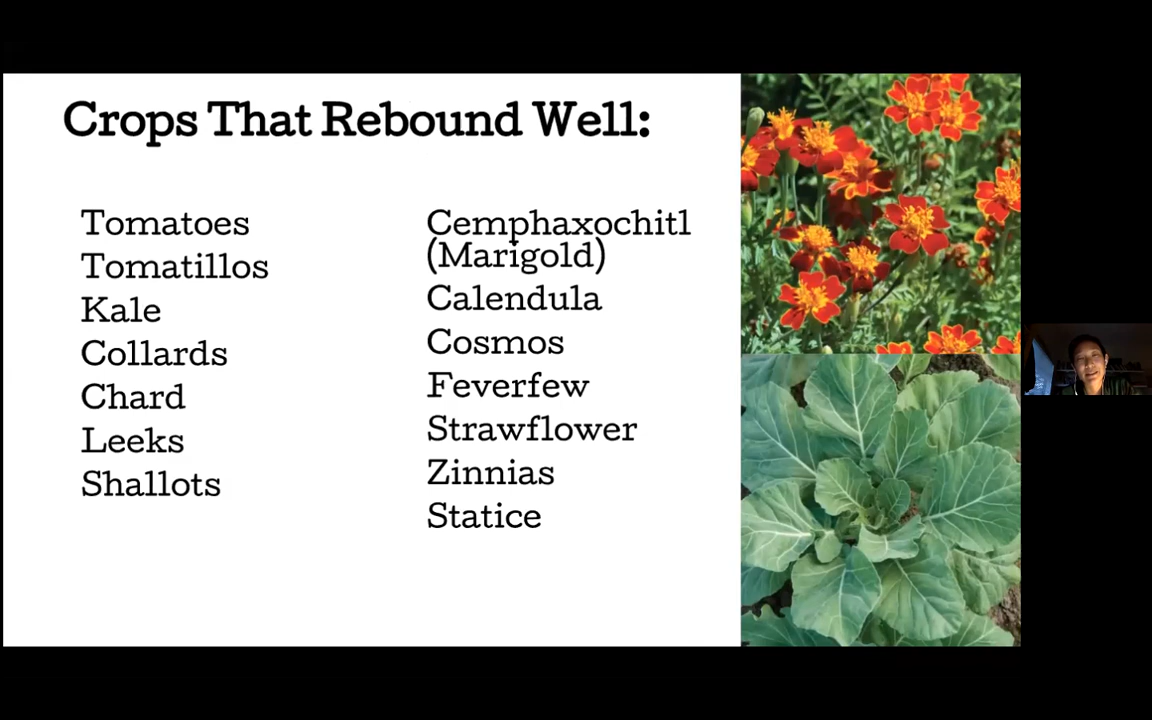 Crops That Rebound Well:
Tomatoes
Tomatillos
Kale
Collards
Chard
Leeks
Shallots
Cemphaxochitl
(Marigold)
Calendula
Cosmos
Feverfew
Strawflower
Zinnias
Statice